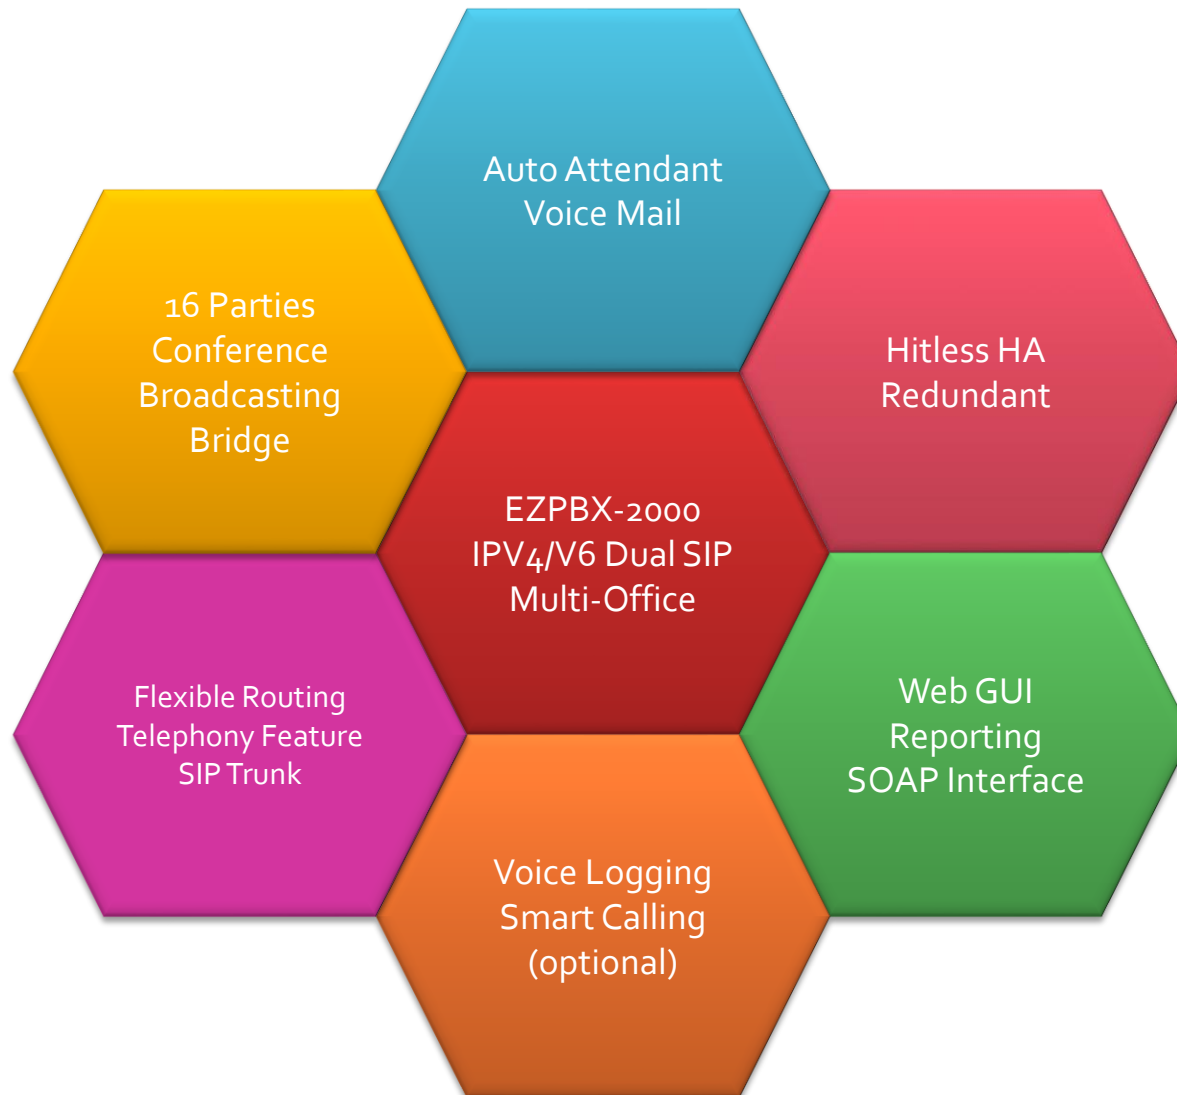 Auto Attendant
Voice Mail
16 Parties
Conference
Broadcasting
Bridge
Hitless HA
Redundant
EZPBX-2000
IPV4/V6 Dual SIP
Multi-Office
Flexible Routing
Telephony Feature
SIP Trunk
Web GUI
Reporting
SOAP Interface
Voice Logging
Smart Calling
(optional)